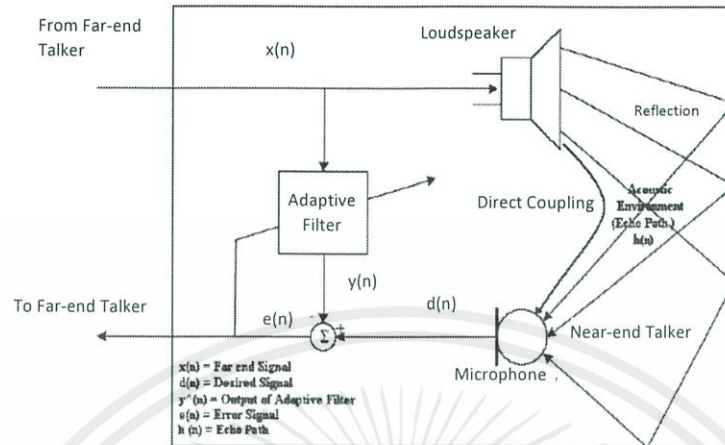 From Far-end
Talker
x(n)
Loudspeaker
Reflection
Adaptive
Filter
Direct Coupling
Acoustic
Environment
(Echo Path)
h(n)
y(n)
To Far-end Talker
e(n)
d(n)
-
+
Σ
Near-end Talker
Microphone
x(n) = Far end Signal
d(n) = Desired Signal
y^(n) = Output of Adaptive Filter
e(n) = Error Signal
h (n) = Echo Path